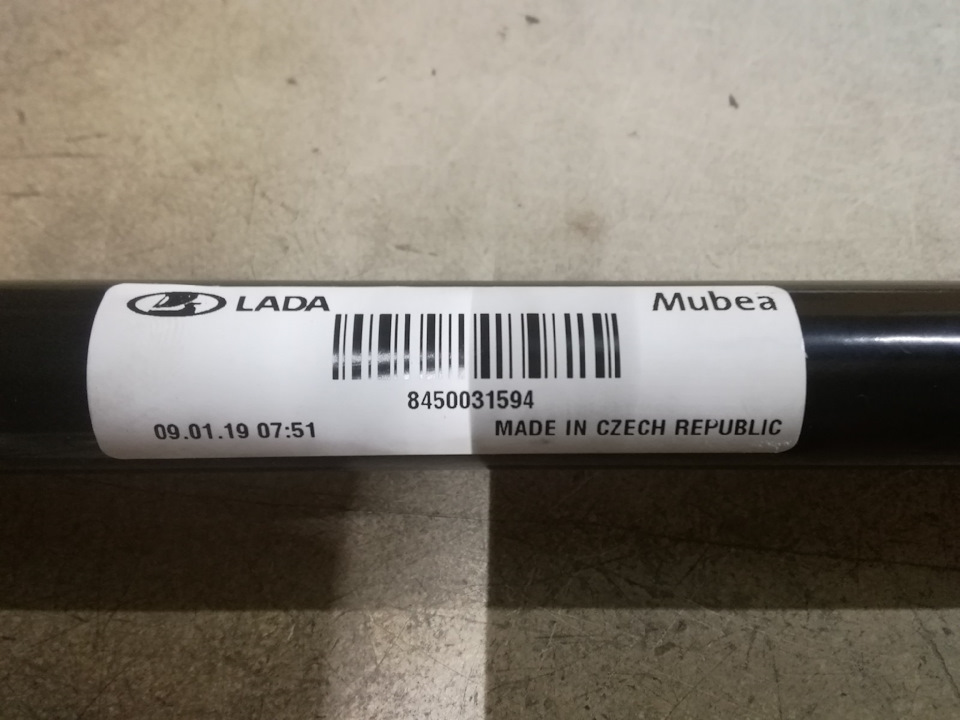 LADA Mubea
8450031594
09.01.19 07:51 MADE IN CZECH REPUBLIC